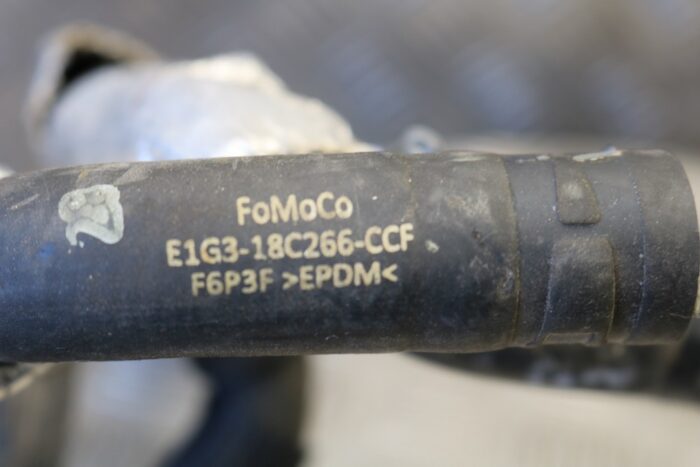 FoMoCo
E1G3-18C266-CCF
F6P3F >EPDM<